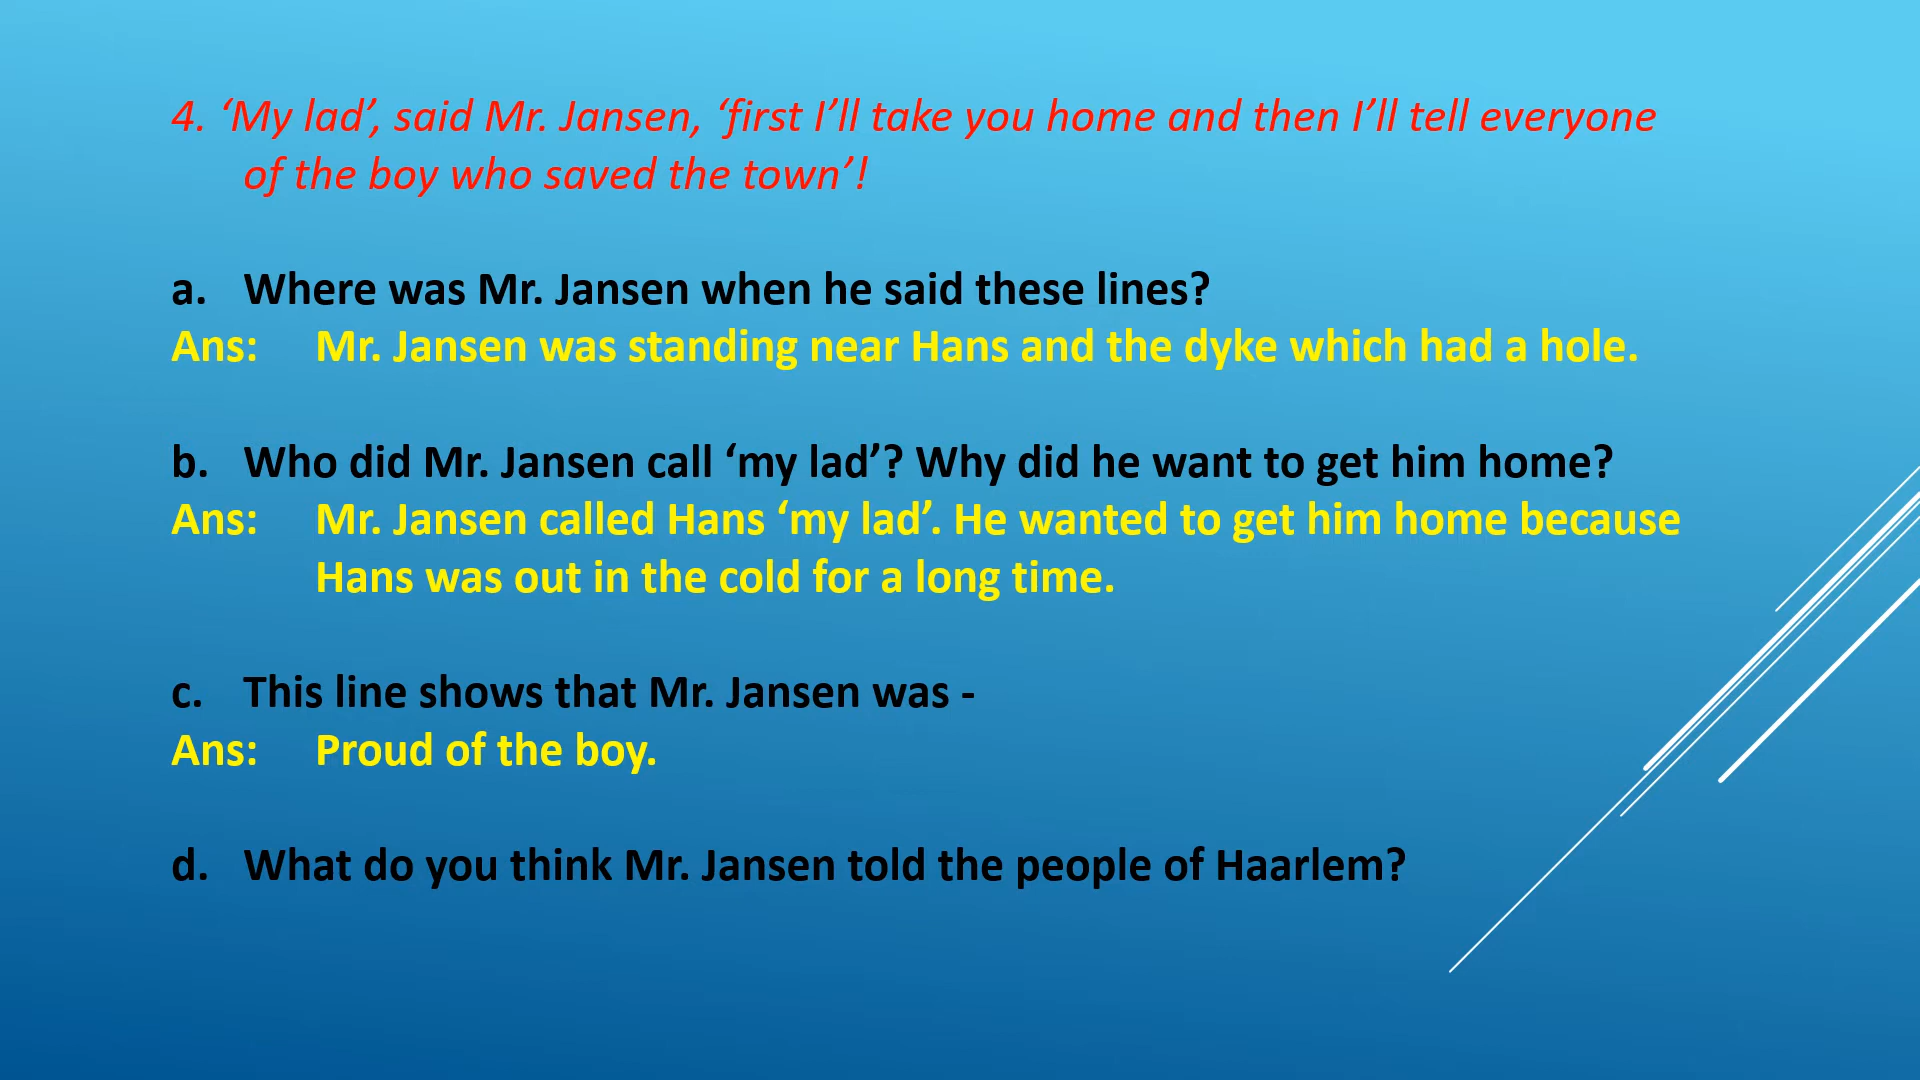 4. ‘My lad’, said Mr. Jansen, ‘first I’ll take you home and then I’ll tell everyone
of the boy who saved the town’!
a. Where was Mr. Jansen when he said these lines?
Ans: Mr. Jansen was standing near Hans and the dyke which had a hole.
b. Who did Mr. Jansen call ‘my lad’? Why did he want to get him home?
Ans: Mr. Jansen called Hans ‘my lad’. He wanted to get him home because
Hans was out in the cold for a long time.
c. This line shows that Mr. Jansen was -
Ans: Proud of the boy.
d. What do you think Mr. Jansen told the people of Haarlem?